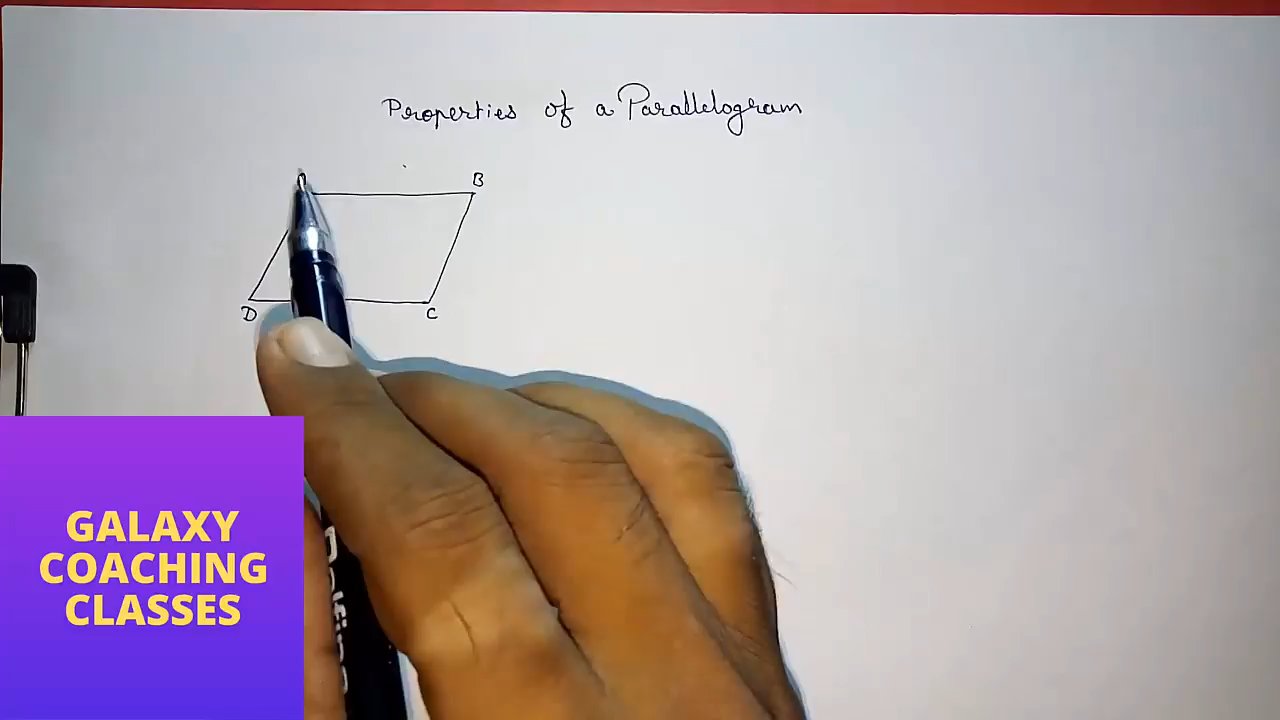 Properties of a Parallelogram
B
D
C
GALAXY
COACHING
CLASSES